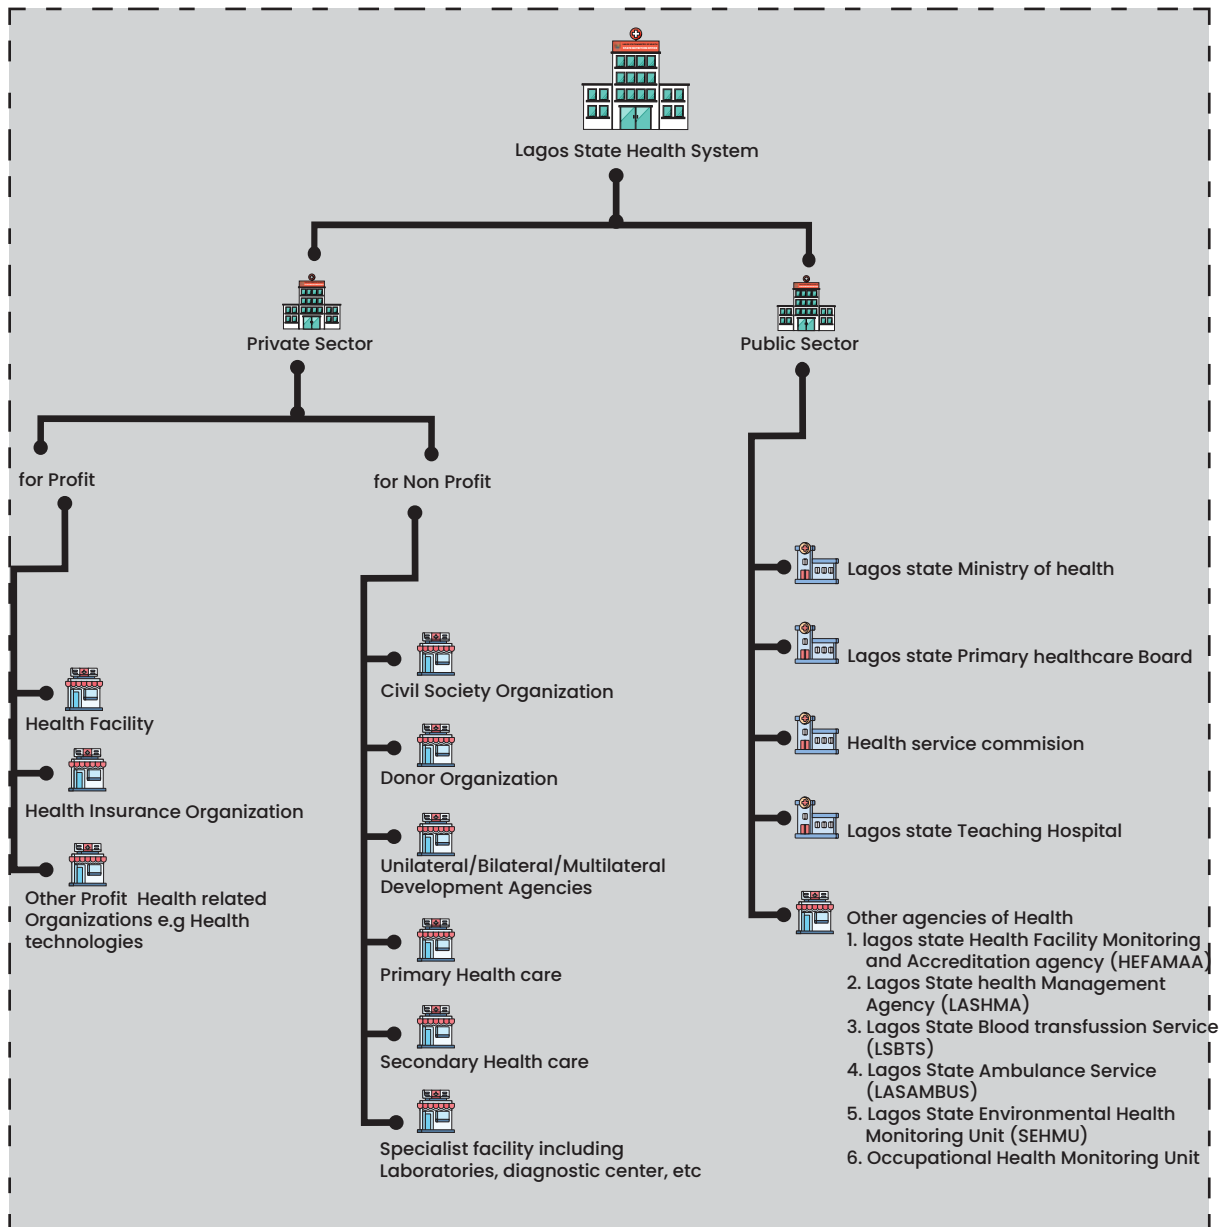 Lagos State Health System
Private Sector
Public Sector
for Profit
for Non Profit
Health Facility
Health Insurance Organization
Other Profit  Health related
Organizations e.g Health
technologies
Civil Society Organization
Donor Organization
Unilateral/Bilateral/Multilateral
Development Agencies
Primary Health care
Secondary Health care
Specialist facility including
Laboratories, diagnostic center, etc
Lagos state Ministry of health
Lagos state Primary healthcare Board
Health service commision
Lagos state Teaching Hospital
Other agencies of Health
1. lagos state Health Facility Monitoring
and Accreditation agency (HEFAMAA)
2. Lagos State health Management
Agency (LASHMA)
3. Lagos State Blood transfussion Service
(LSBTS)
4. Lagos State Ambulance Service
(LASAMBUS)
5. Lagos State Environmental Health
Monitoring Unit (SEHMU)
6. Occupational Health Monitoring Unit